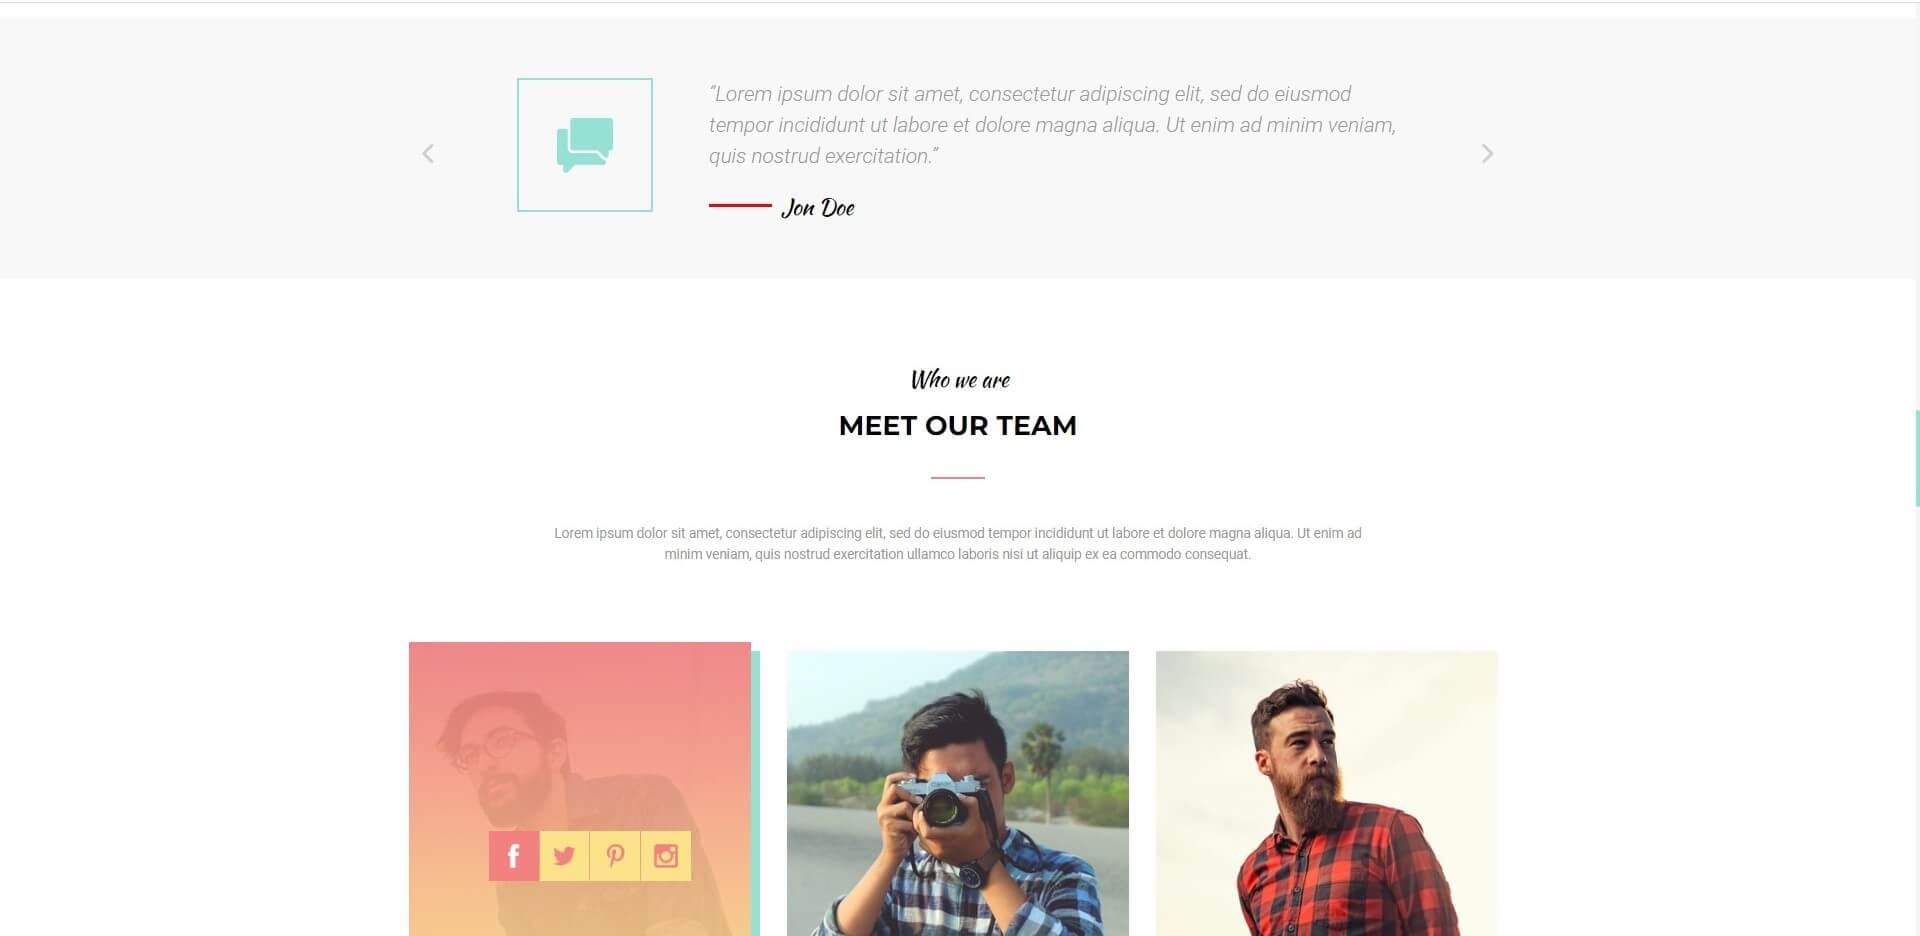 "Lorem ipsum dolor sit amet, consectetur adipiscing elit, sed do eiusmod
tempor incididunt ut labore et dolore magna aliqua. Ut enim ad minim veniam,
quis nostrud exercitation."
Jon Doe
Who we are
MEET OUR TEAM
Lorem ipsum dolor sit amet, consectetur adipiscing elit, sed do eiusmod tempor incididunt ut labore et dolore magna aliqua. Ut enim ad
minim veniam, quis nostrud exercitation ullamco laboris nisi ut aliquip ex ea commodo consequat.
Canon